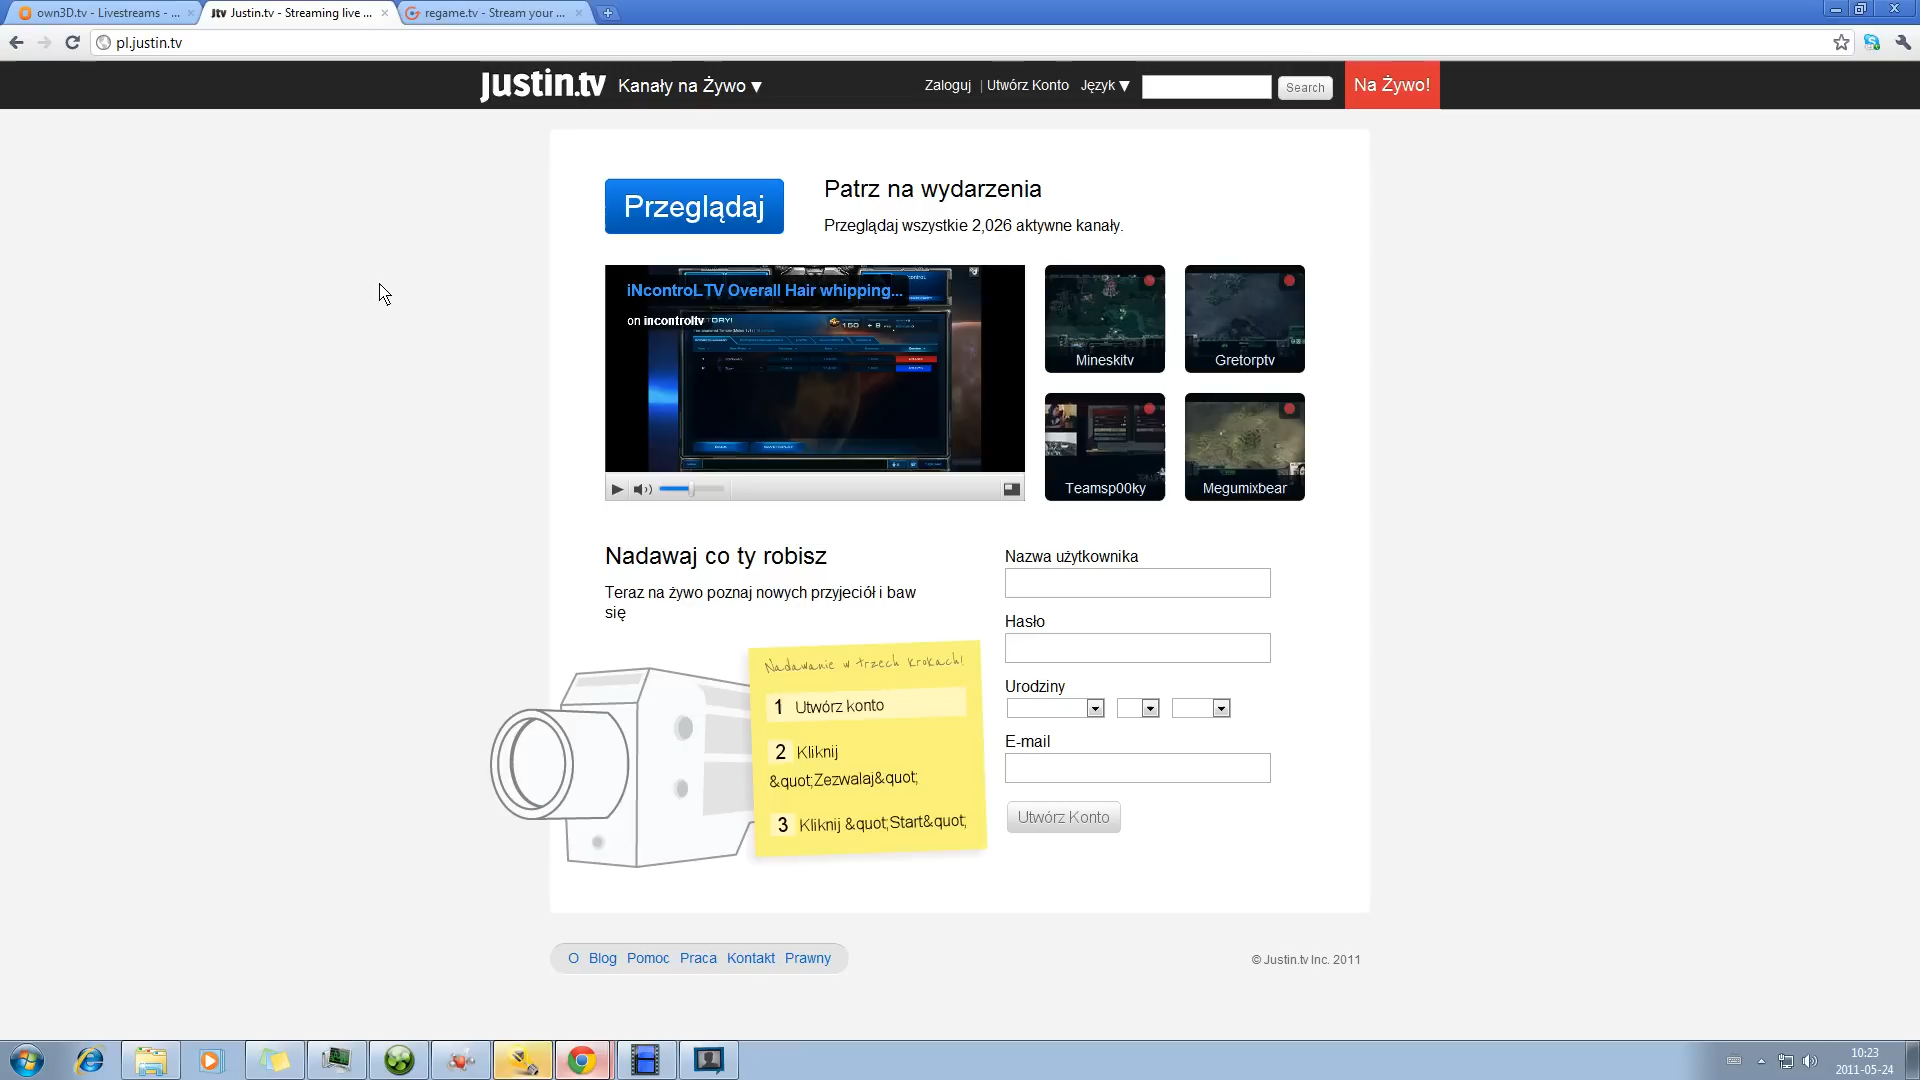 own3D.tv - Livestreams - ...
Jtv Justin.tv - Streaming live ...
regame.tv - Stream your ...
pl.justin.tv
Justin.tv
Kanały na Żywo ▼
Zaloguj | Utwórz Konto Język ▼
Search
Na Żywo!
Przeglądaj
Patrz na wydarzenia
Przeglądaj wszystkie 2,026 aktywne kanały.
iNcontroLTV Overall Hair whipping...
on incontroltv
Mineskitv
Gretorptv
Teamsp00ky
Megumixbear
Nadawaj co ty robisz
Teraz na żywo poznaj nowych przyjeciół i baw
się
Nadawanie w trzech krokach!
1 Utwórz konto
2 Kliknij
&quot;Zezwalaj&quot;
3 Kliknij &quot;Start&quot;
Nazwa użytkownika
Hasło
Urodziny
E-mail
Utwórz Konto
O Blog Pomoc Praca Kontakt Prawny
© Justin.tv Inc. 2011
10:23
2011-05-24